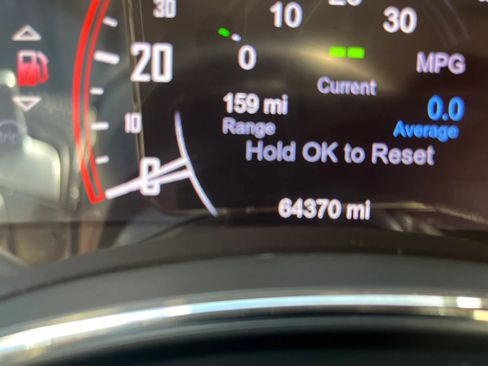 30
20
10
0
10
30
0
MPG
Current
159 mi
0.0
Range
Average
Hold OK to Reset
64370 mi